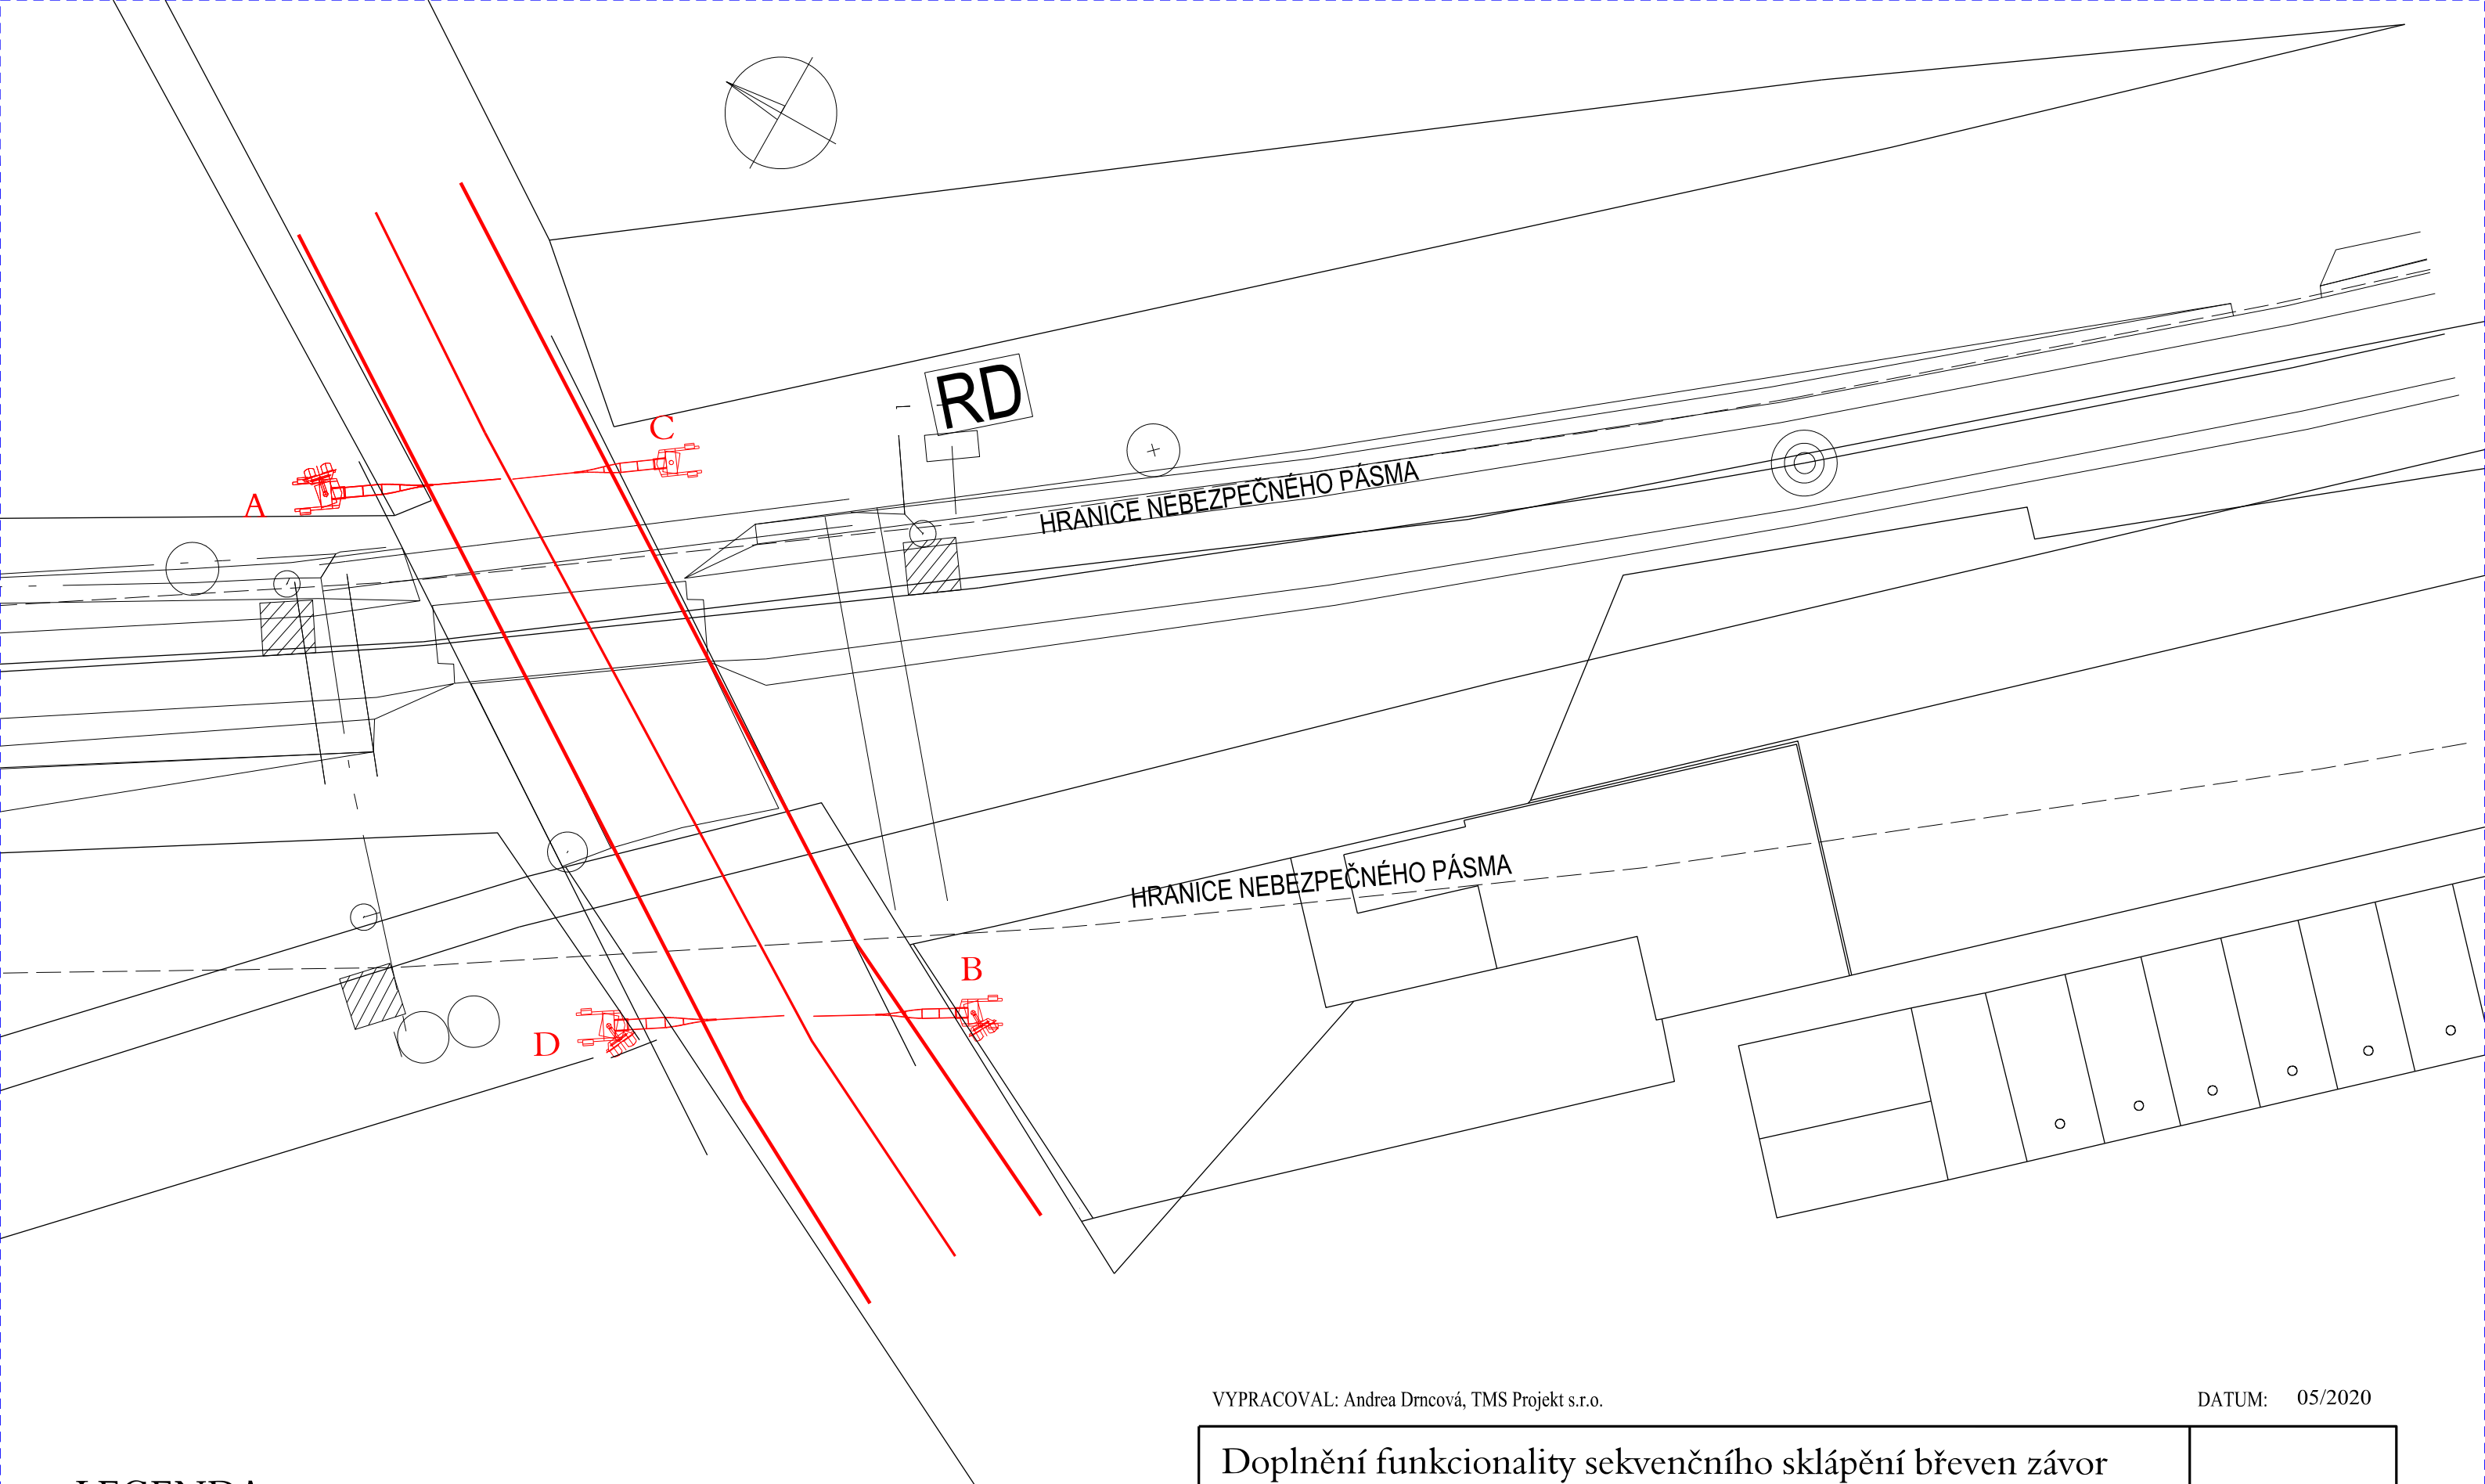 RD
C
A
HRANICE NEBEZPEČNÉHO PÁSMA
HRANICE NEBEZPEČNÉHO PÁSMA
B
D
VYPRACOVAL: Andrea Drncová, TMS Projekt s.r.o.
DATUM: 05/2020
Doplnění funkcionality sekvenčního sklápění břeven závor
LEGENDA